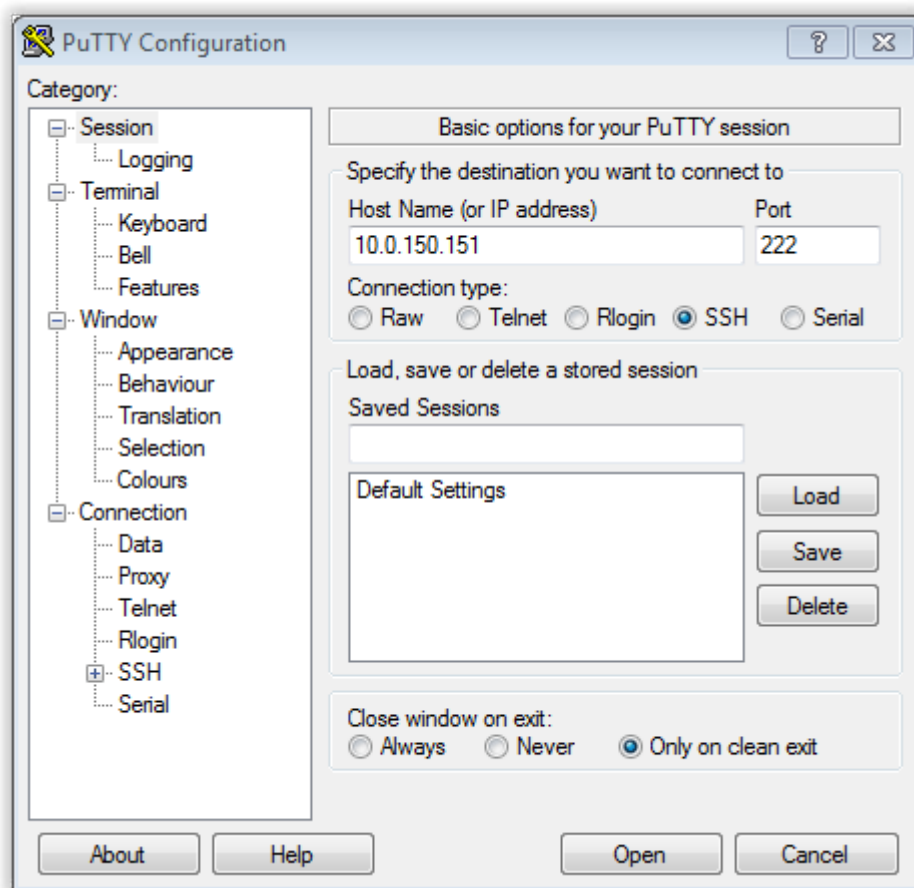 PuTTY Configuration
Category:
Session
Logging
Terminal
Keyboard
Bell
Features
Window
Appearance
Behaviour
Translation
Selection
Colours
Connection
Data
Proxy
Telnet
Rlogin
SSH
Serial
Basic options for your PuTTY session
Specify the destination you want to connect to
Host Name (or IP address) Port
10.0.150.151 222
Connection type:
Raw Telnet Rlogin SSH Serial
Load, save or delete a stored session
Saved Sessions
Default Settings
Load
Save
Delete
Close window on exit:
Always Never Only on clean exit
About Help Open Cancel